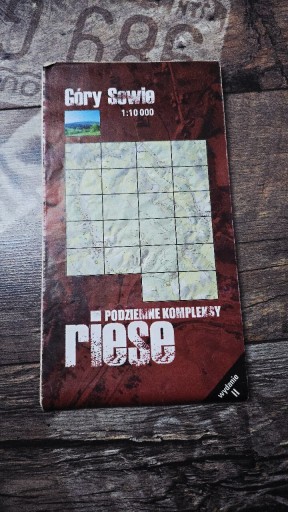 Góry Sowie
1:10 000
PODZIEMNE KOMPLEKSY
riese
wydanie
II